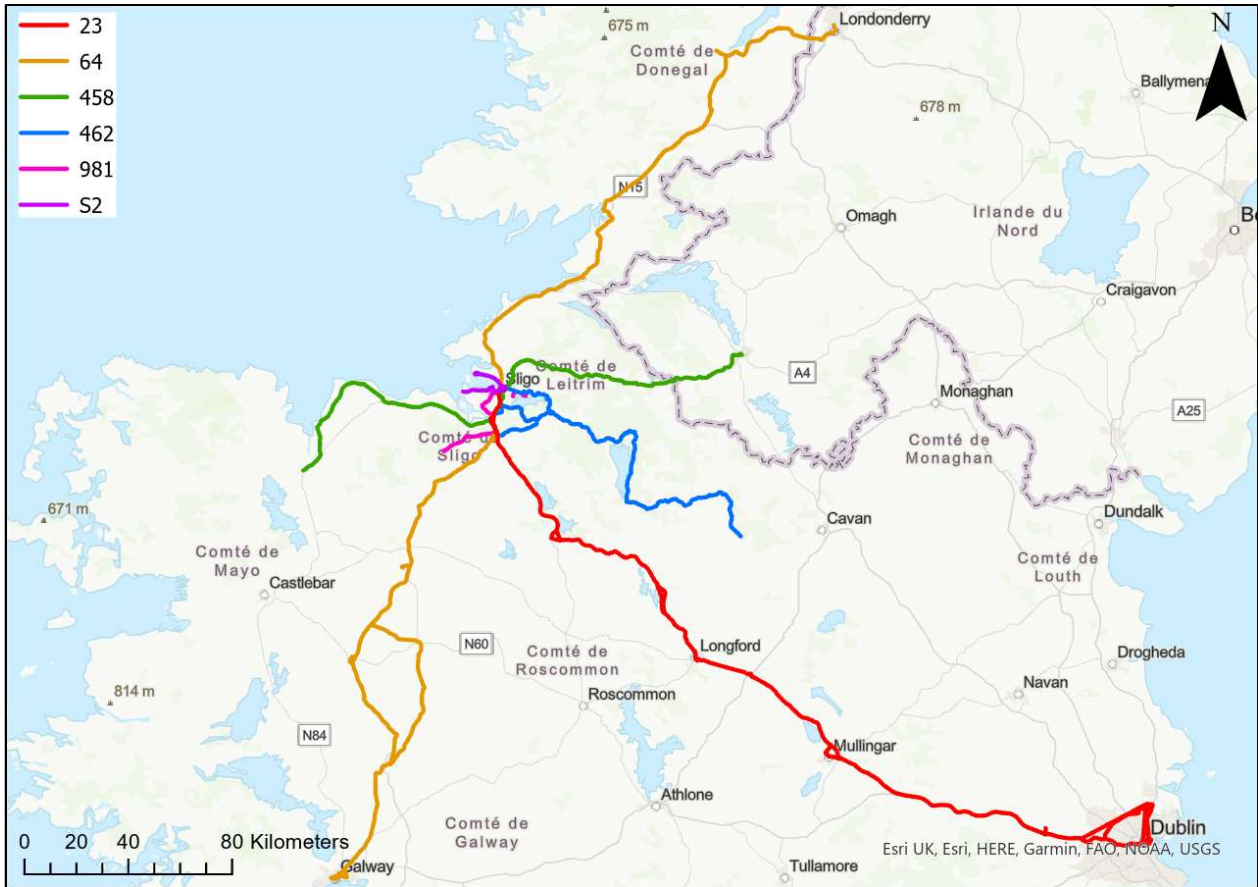 23
64
458
462
981
S2
675 m
Londonderry
N
Comté de
Donegal
Ballymena
678 m
N15
Omagh
Irlande du
Nord
Be
Craigavon
Sligo
Comté de
Leitrim
A4
Monaghan
A25
Comté de
Sligo
Comté de
Monaghan
671 m
Cavan
Dundalk
Comté de
Mayo
Castlebar
Comté de
Louth
N60
Comté de
Roscommon
Longford
Drogheda
814 m
Roscommon
Navan
N84
Mullingar
Athlone
Comté de
Galway
Dublin
0 20 40 80 Kilometers
Galway
Tullamore
Esri UK, Esri, HERE, Garmin, FAO, NOAA, USGS